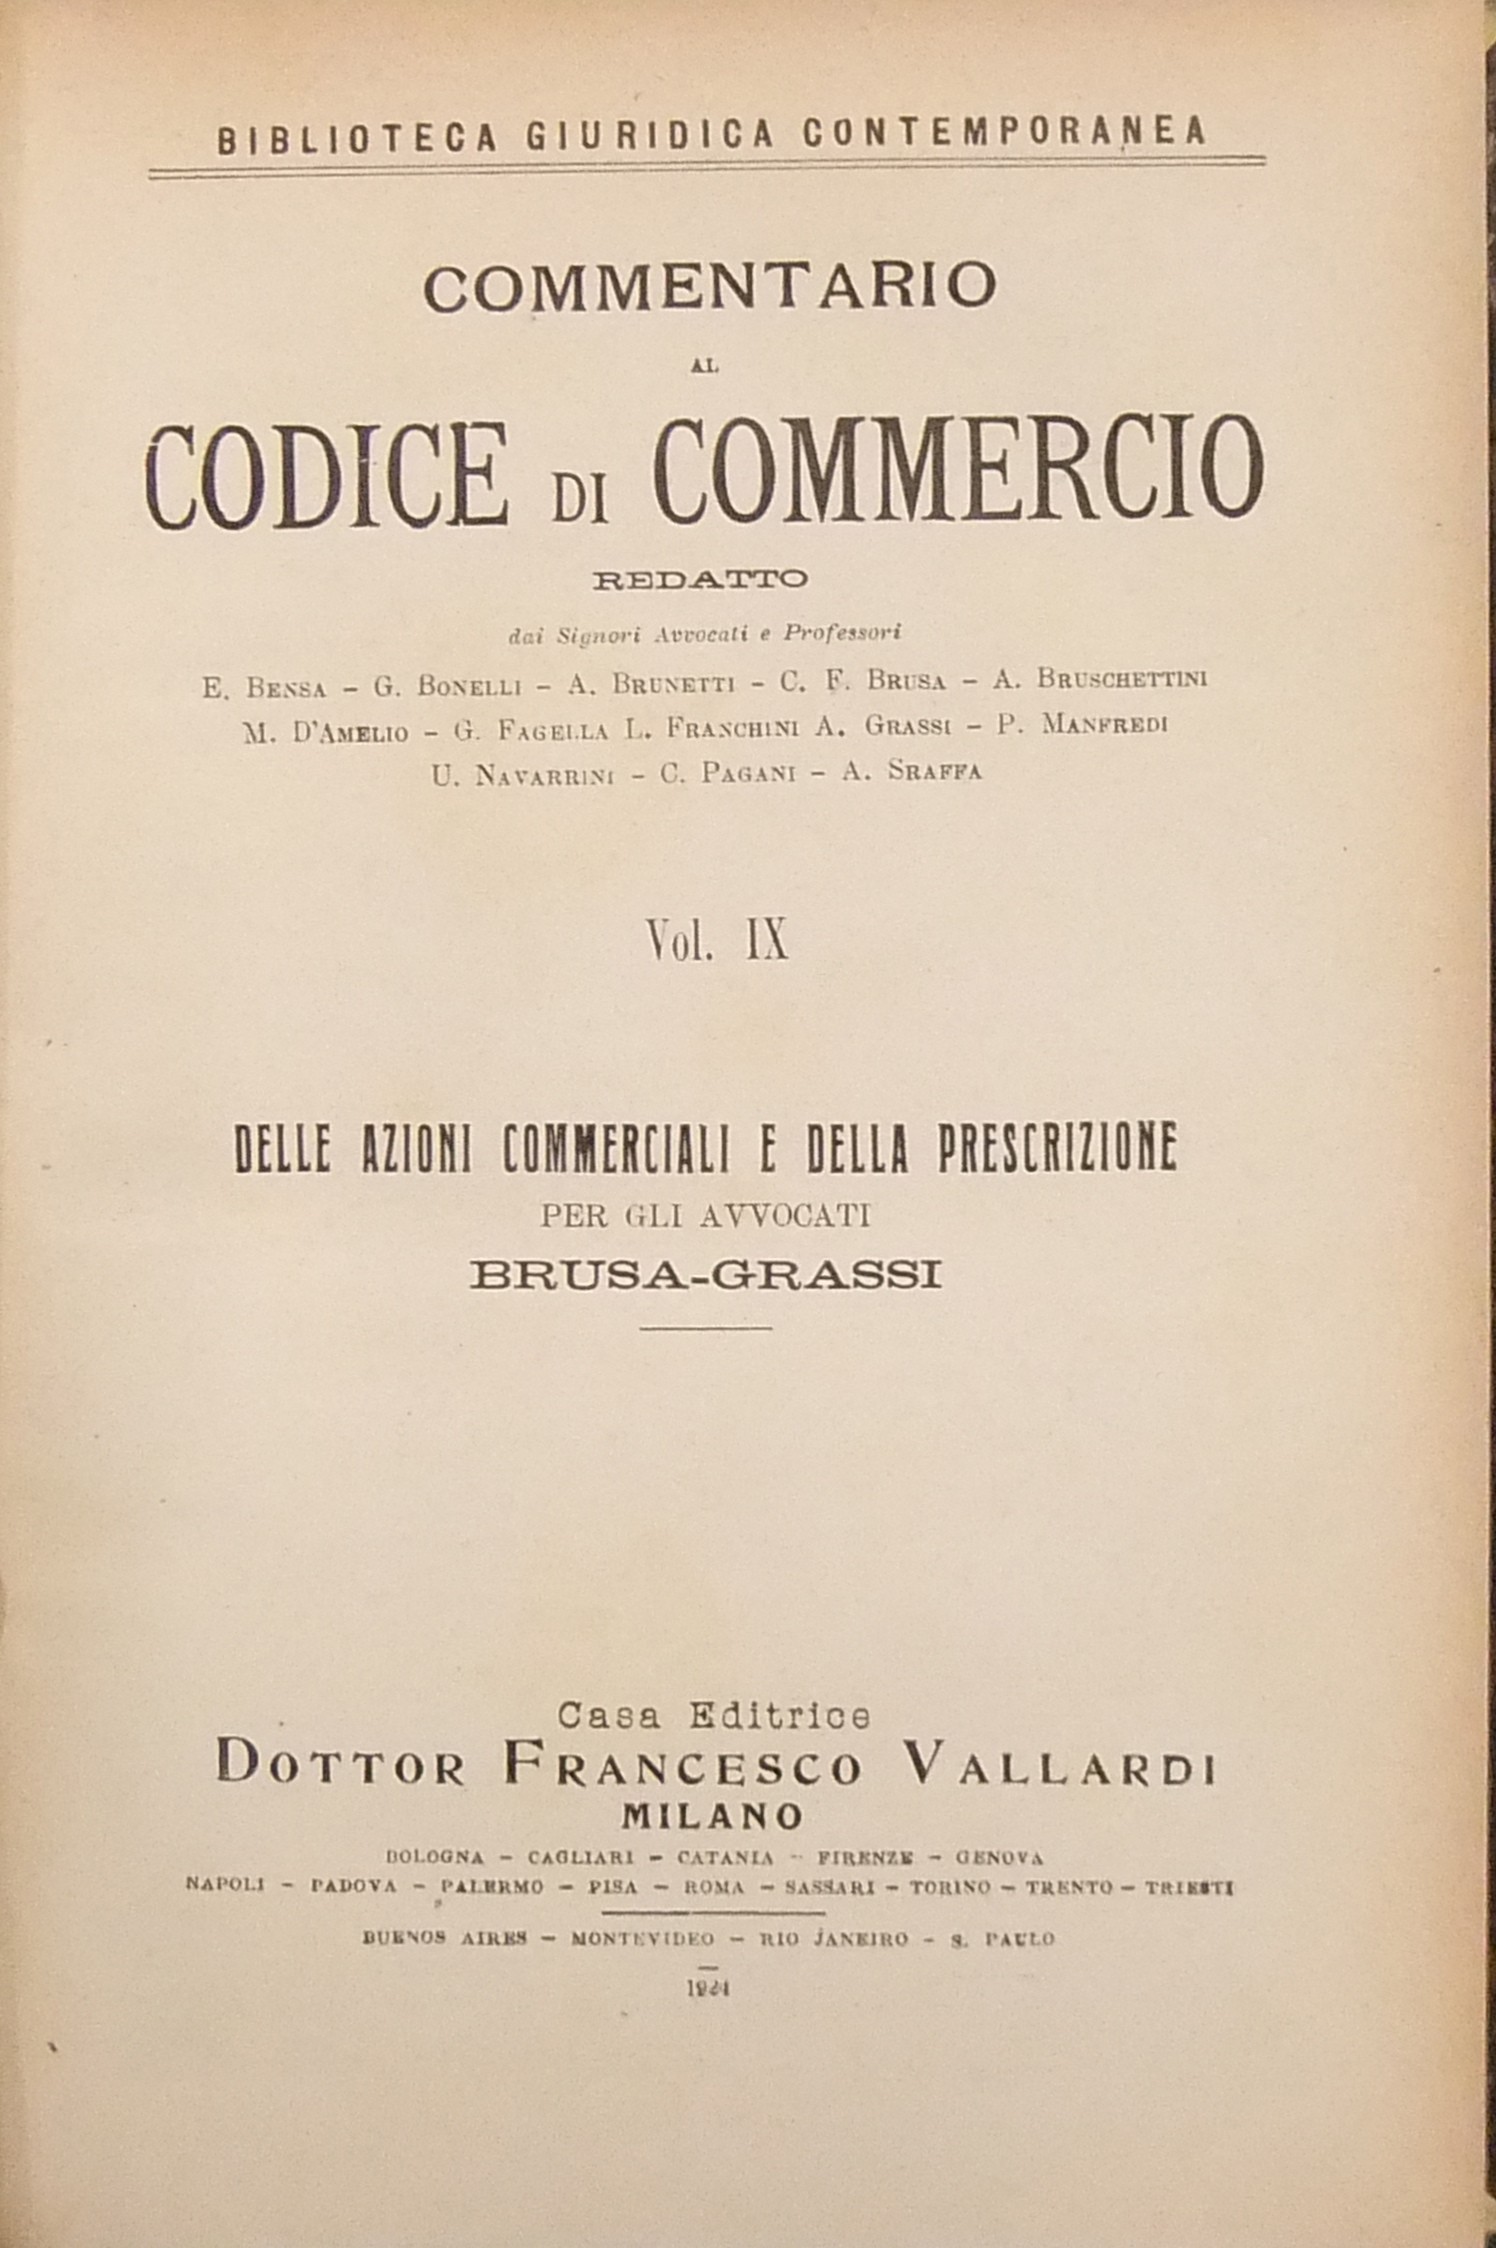 BIBLIOTECA GIURIDICA CONTEMPORANEA
COMMENTARIO
AL
CODICE DI COMMERCIO
REDATTO
dai Signori Avvocati e Professori
E. BENSA – G. BONELLI – A. BRUNETTI – C. F. BRUSA – A. BRUSCHETTINI
M. D'AMELIO – G. FAGELLA L. FRANCHINI A. GRASSI – P. MANFREDI
U. NAVARRINI – C. PAGANI – A. SRAFFA
Vol. IX
DELLE AZIONI COMMERCIALI E DELLA PRESCRIZIONE
PER GLI AVVOCATI
BRUSA-GRASSI
Casa Editrice
DOTTOR FRANCESCO VALLARDI
MILANO
BOLOGNA – CAGLIARI – CATANIA – FIRENZE – GENOVA
NAPOLI – PADOVA – PALERMO – PISA – ROMA – SASSARI – TORINO – TRENTO – TRIESTI
BUENOS AIRES – MONTEVIDEO – RIO JANEIRO – S. PAULO